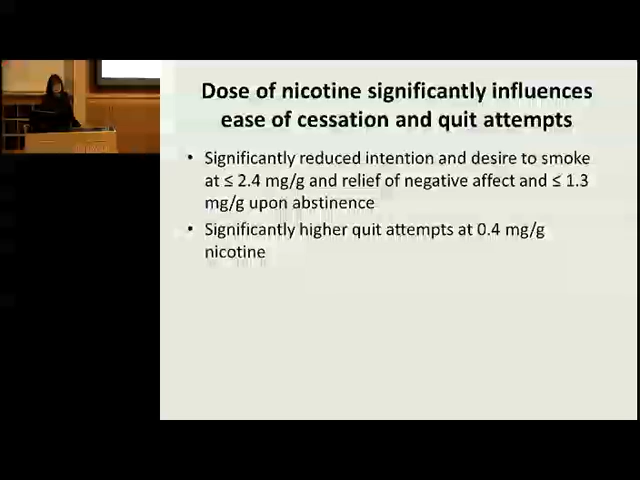 Dose of nicotine significantly influences
ease of cessation and quit attempts
• Significantly reduced intention and desire to smoke
at ≤ 2.4 mg/g and relief of negative affect and ≤ 1.3
mg/g upon abstinence
• Significantly higher quit attempts at 0.4 mg/g
nicotine